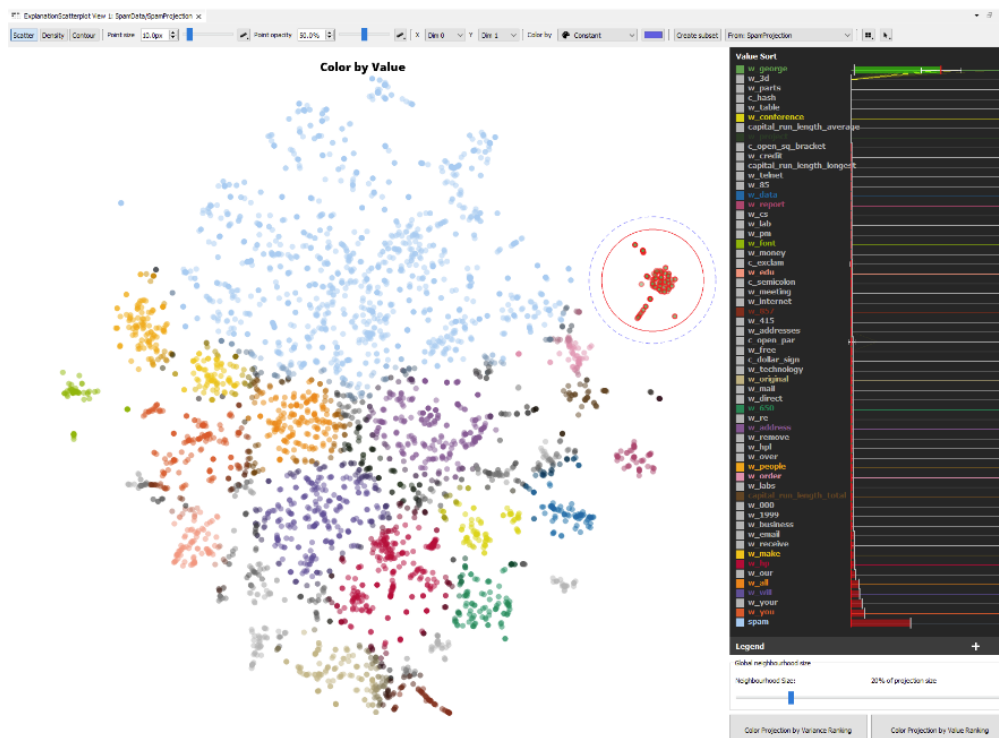 ExplanationScatterplot View 1: SpamData/SpamProjection ×
Scatter Density Contour Point size 10.0px Point opacity 50.0% X Dim 0 Y Dim 1 Color by Constant Create subset From: SpamProjection
Color by Value
Value Sort
w_george
w_3d
w_parts
c_hash
w_table
w_conference
capital_run_length_average
w_project
c_open_sq_bracket
w_credit
capital_run_length_longest
w_telnet
w_85
w_data
w_report
w_cs
w_lab
w_pm
w_font
w_money
c_exclam
w_edu
c_semicolon
w_meeting
w_internet
w_857
w_415
w_addresses
c_open_par
w_free
c_dollar_sign
w_technology
w_original
w_mail
w_direct
w_650
w_re
w_address
w_remove
w_hpl
w_over
w_people
w_order
w_labs
capital_run_length_total
w_000
w_1999
w_business
w_email
w_receive
w_make
w_hp
w_our
w_all
w_will
w_your
w_you
spam
Legend +
Global neighbourhood size
Neighbourhood Size: 20% of projection size
Color Projection by Variance Ranking Color Projection by Value Ranking